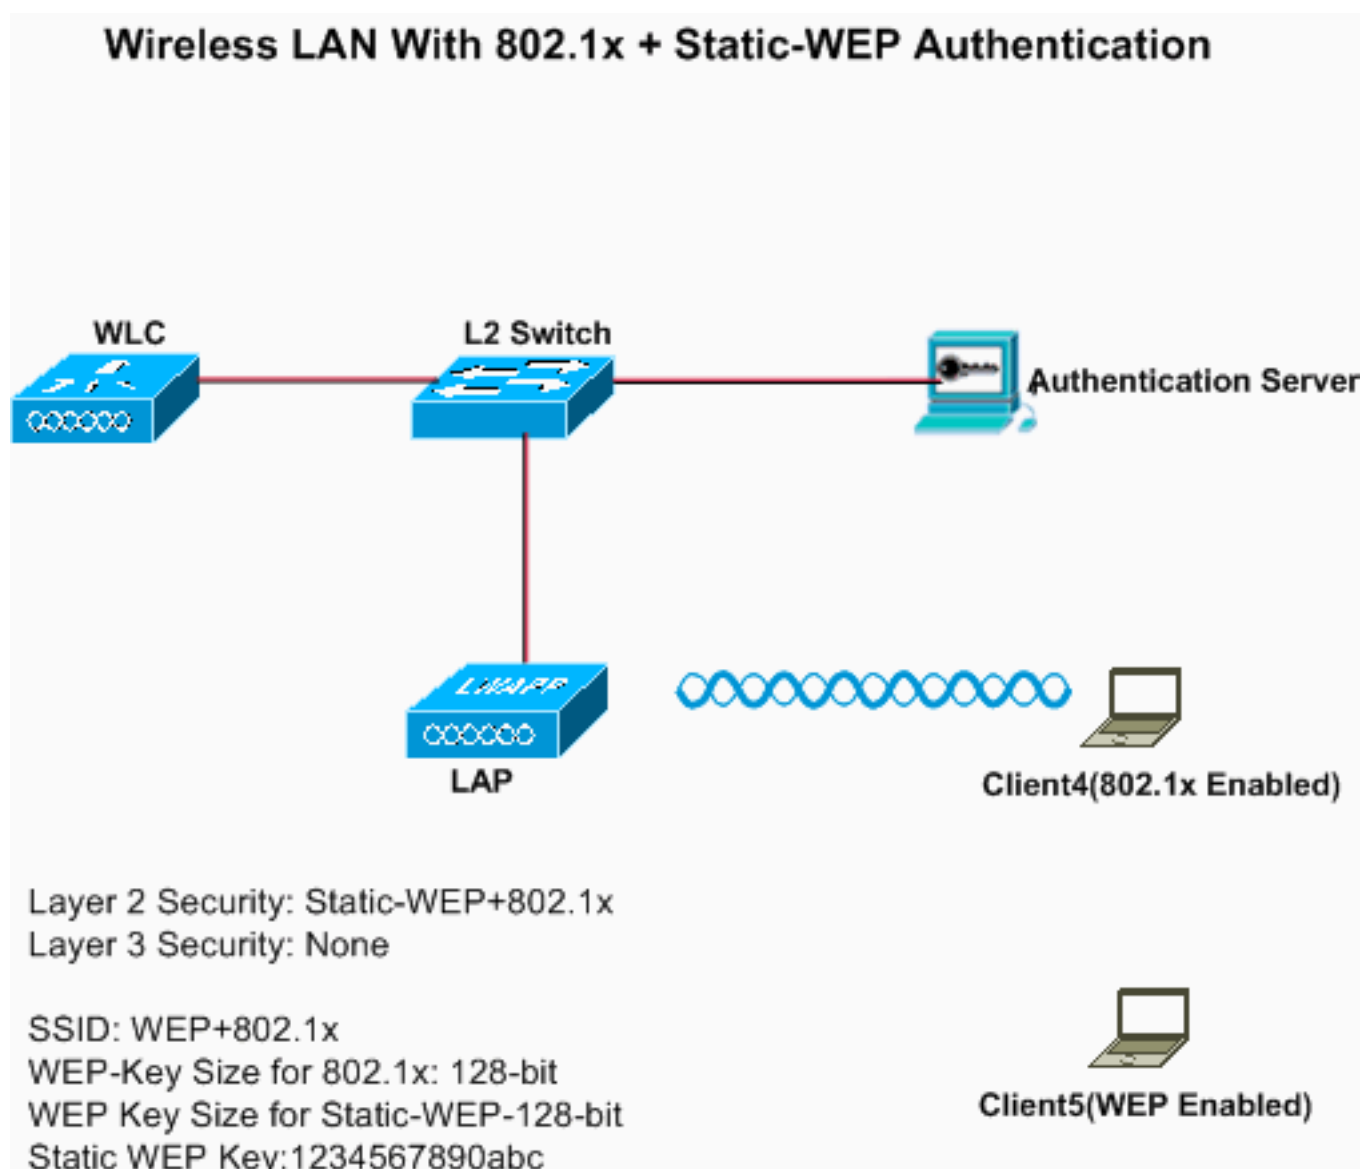 Wireless LAN With 802.1x + Static-WEP Authentication
WLC
L2 Switch
Authentication Server
LWAPP
LAP
Client4(802.1x Enabled)
Layer 2 Security: Static-WEP+802.1x
Layer 3 Security: None
SSID: WEP+802.1x
WEP-Key Size for 802.1x: 128-bit
WEP Key Size for Static-WEP-128-bit
Static WEP Key:1234567890abc
Client5(WEP Enabled)